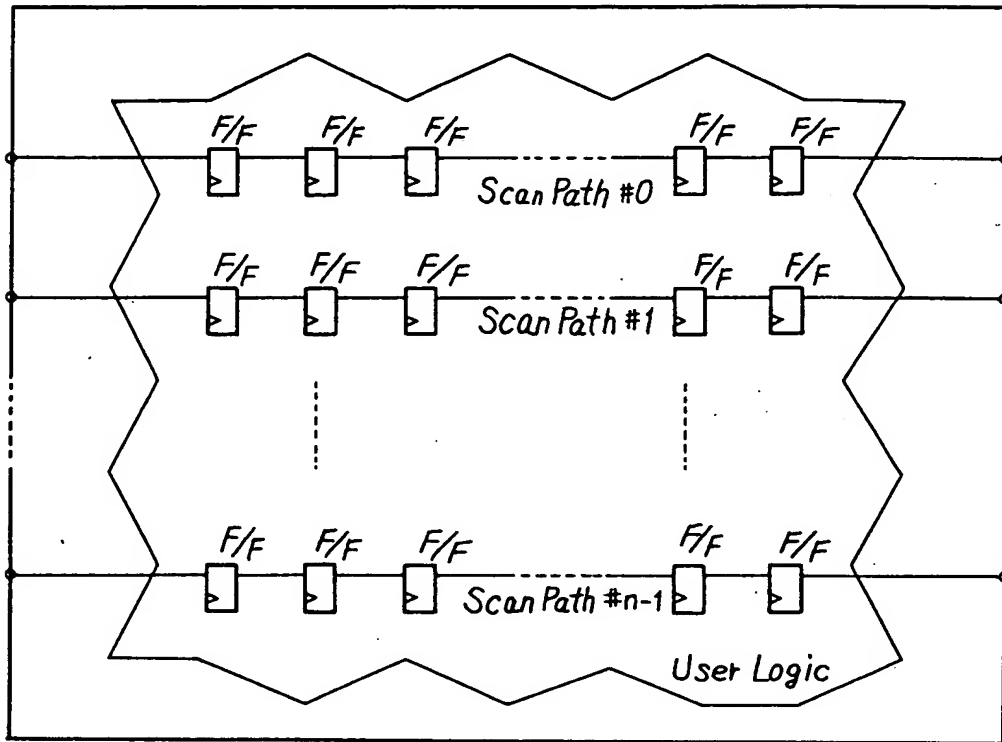 F/F F/F F/F F/F F/F
Scan Path #0
F/F F/F F/F F/F F/F
Scan Path #1
F/F F/F F/F F/F F/F
Scan Path #n-1
User Logic